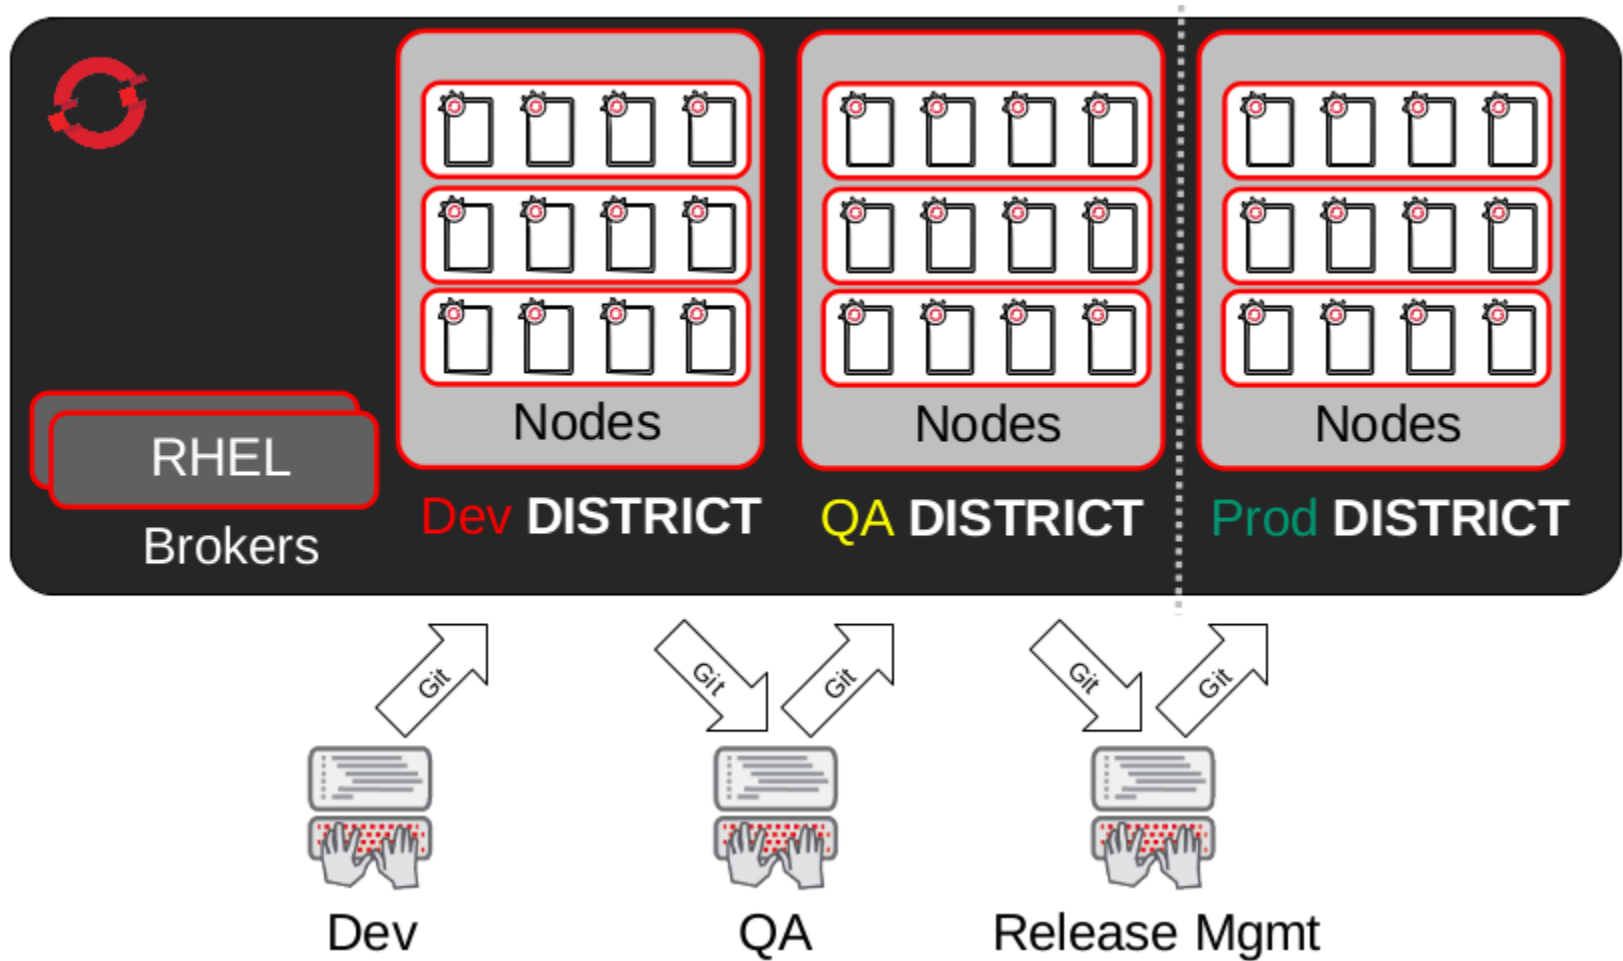 Nodes
Nodes
Nodes
RHEL
Brokers
Dev DISTRICT
QA DISTRICT
Prod DISTRICT
Git
Git
Git
Git
Git
Dev
QA
Release Mgmt